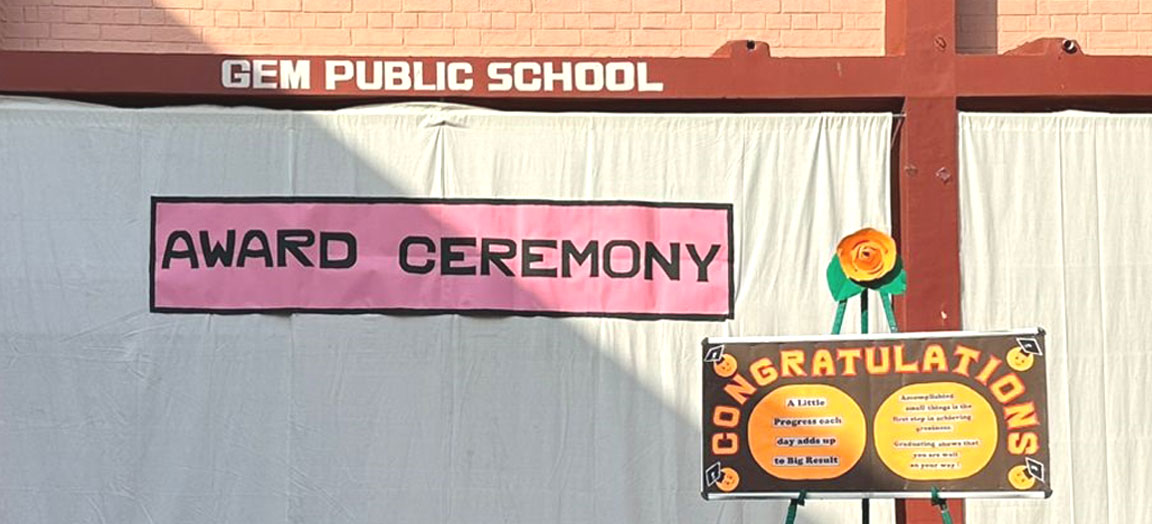 GEM PUBLIC SCHOOL
AWARD CEREMONY
CONGRATULATIONS
A Little
Progress each
day adds up
to Big Result
Accomplished
small things is the
first step in achieving
greatness
Graduating shows that
you are well
on your way!